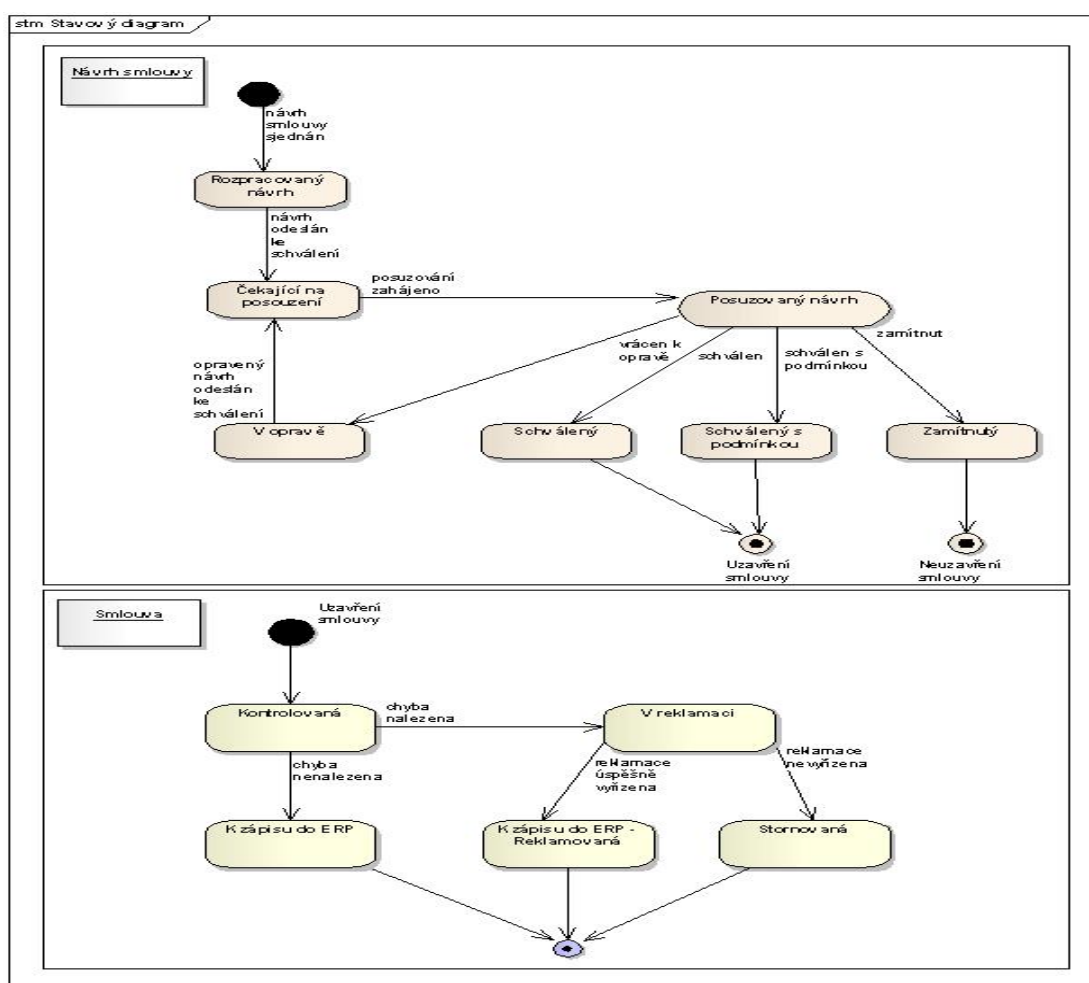 stm Stavový diagram
Návrh smlouvy
návrh
smlouvy
sjednán
Rozpracovaný
návrh
návrh
odeslán
ke
schválení
Čekající na
posouzení
posuzování
zahájeno
Posuzovaný návrh
vrácen k
opravě
schválen
schválen s
podmínkou
zamítnut
opravený
návrh
odeslán
ke
schválení
V opravě
Schválený
Schválený s
podmínkou
Zamítnutý
Uzavření
smlouvy
Neuzavření
smlouvy
Smlouva
Uzavření
smlouvy
Kontrolovaná
chyba
nalezena
V reklamaci
chyba
nenalezena
reklamace
úspěšně
vyřízena
reklamace
nevyřízena
K zápisu do ERP
K zápisu do ERP -
Reklamovaná
Stornovaná